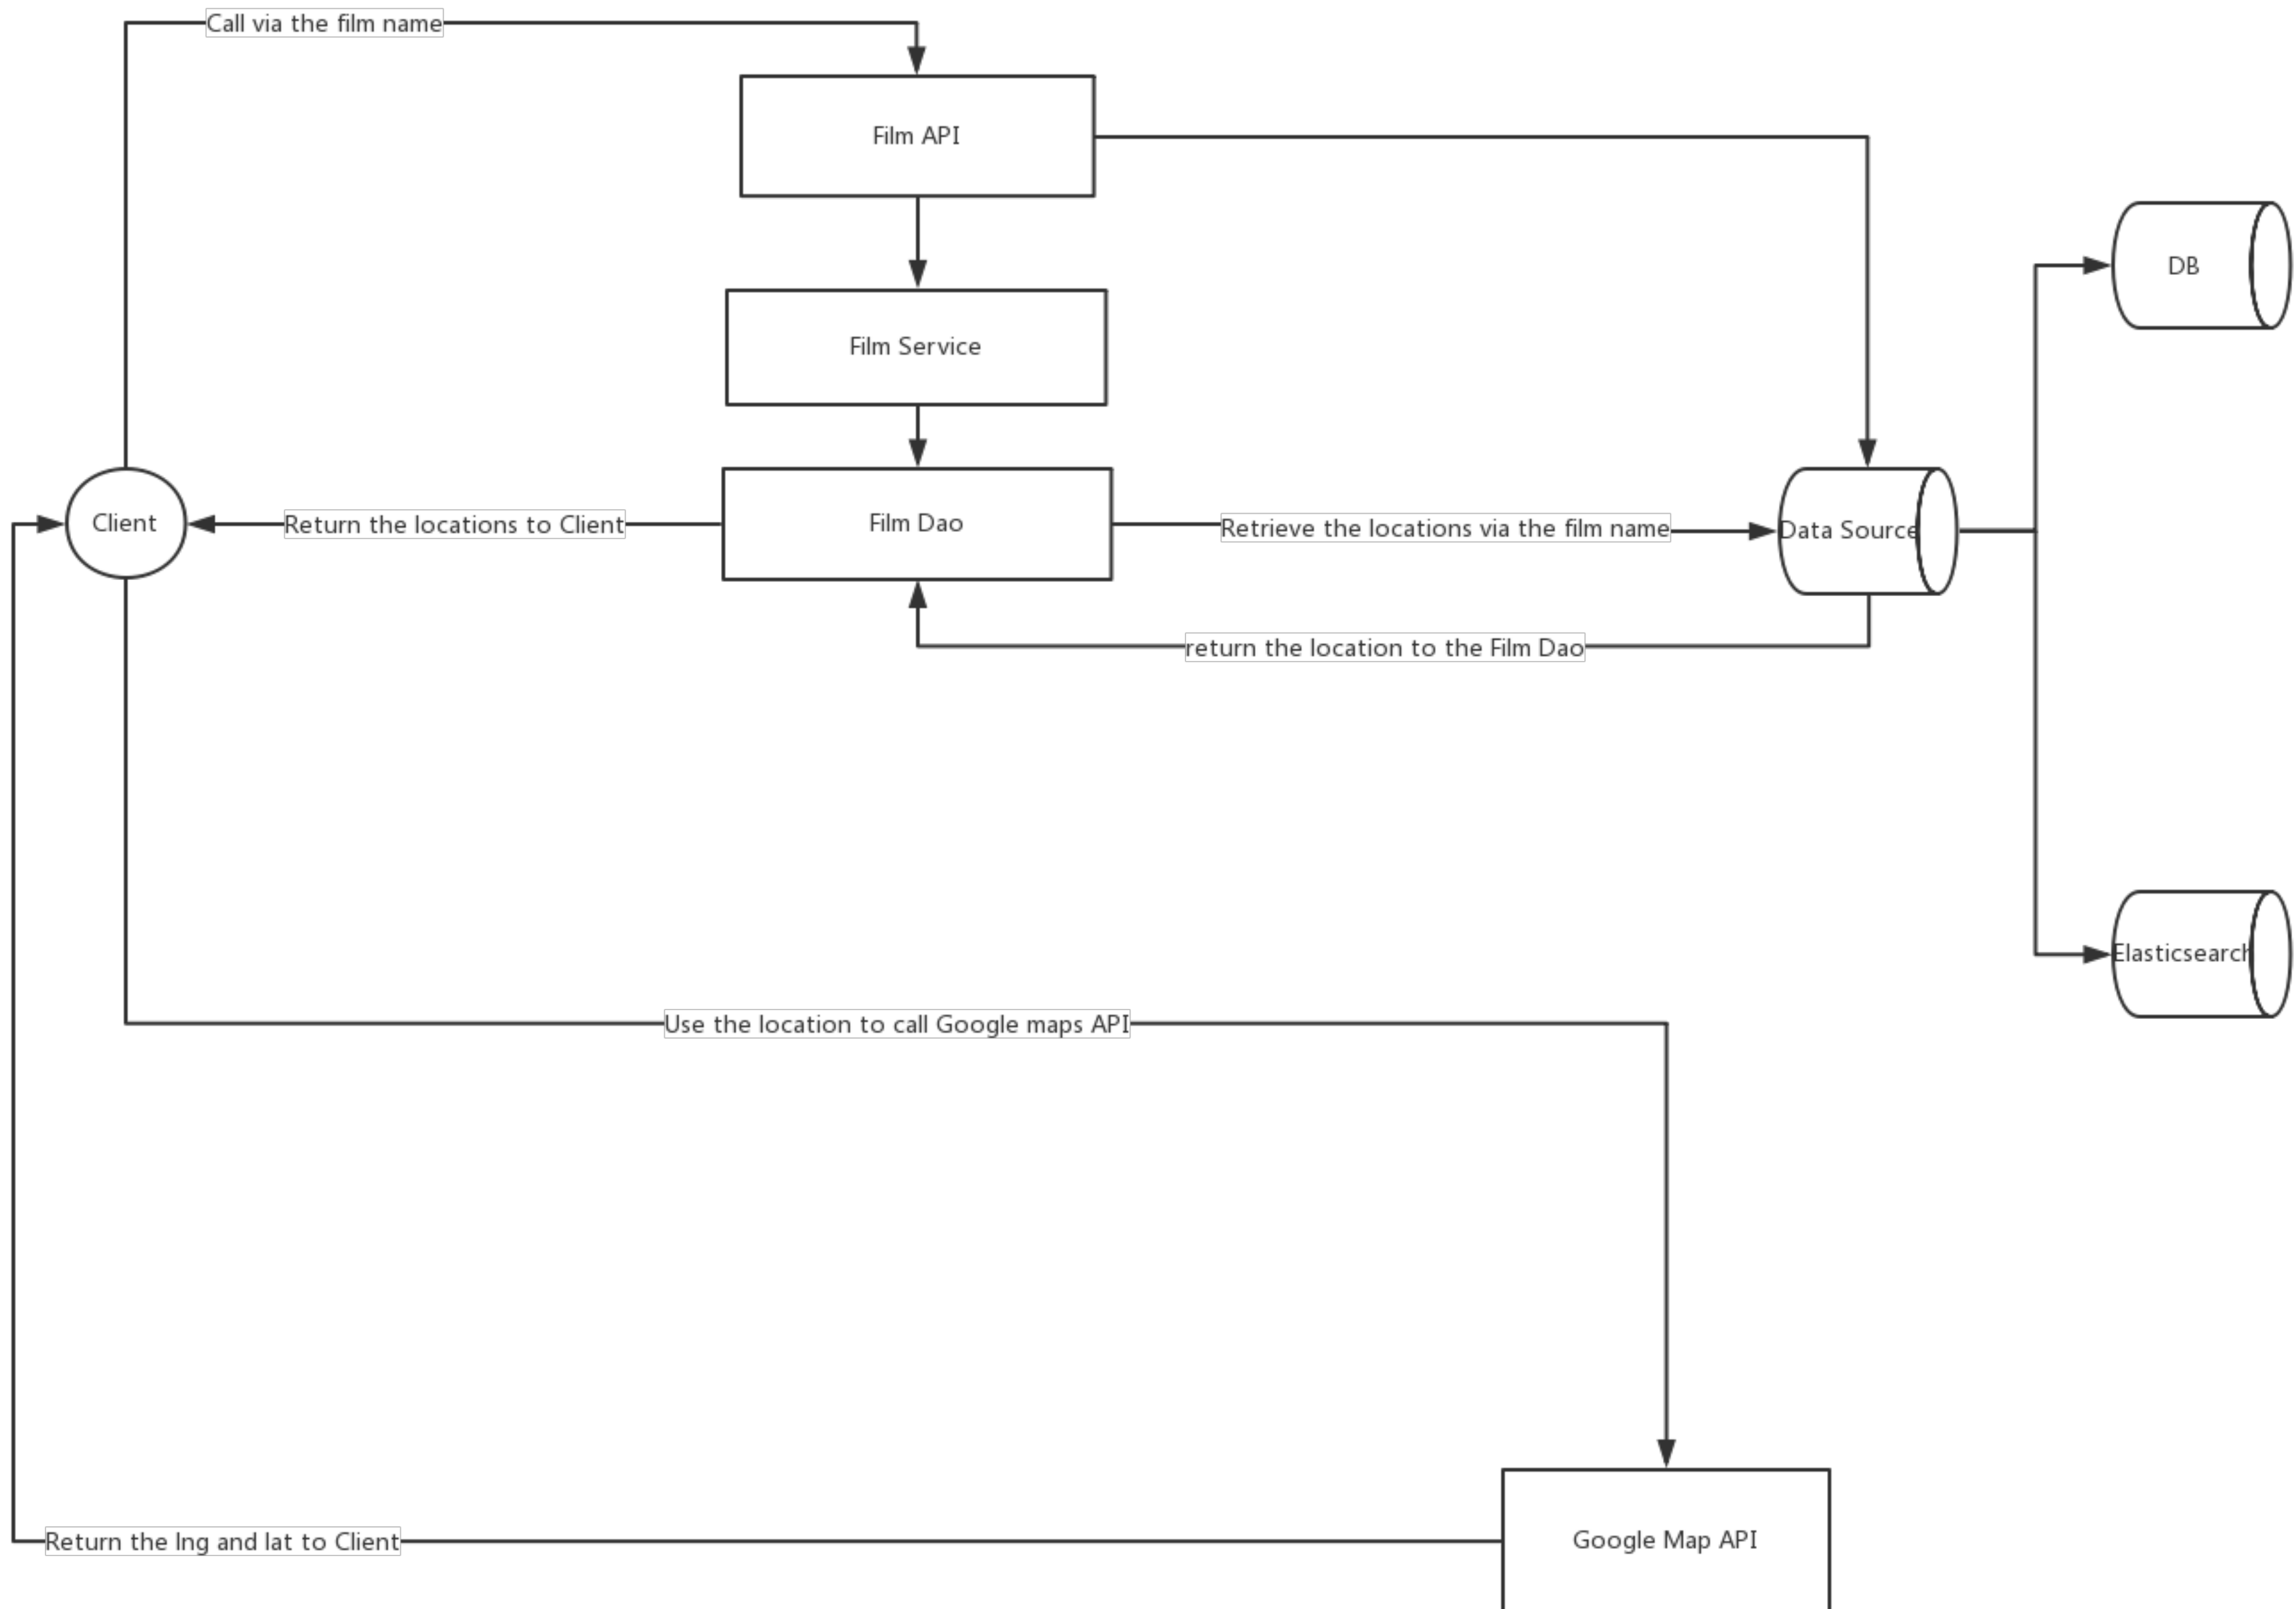 Call via the film name
Film API
DB
Film Service
Client
Return the locations to Client
Film Dao
Retrieve the locations via the film name
Data Source
return the location to the Film Dao
Elasticsearch
Use the location to call Google maps API
Return the lng and lat to Client
Google Map API